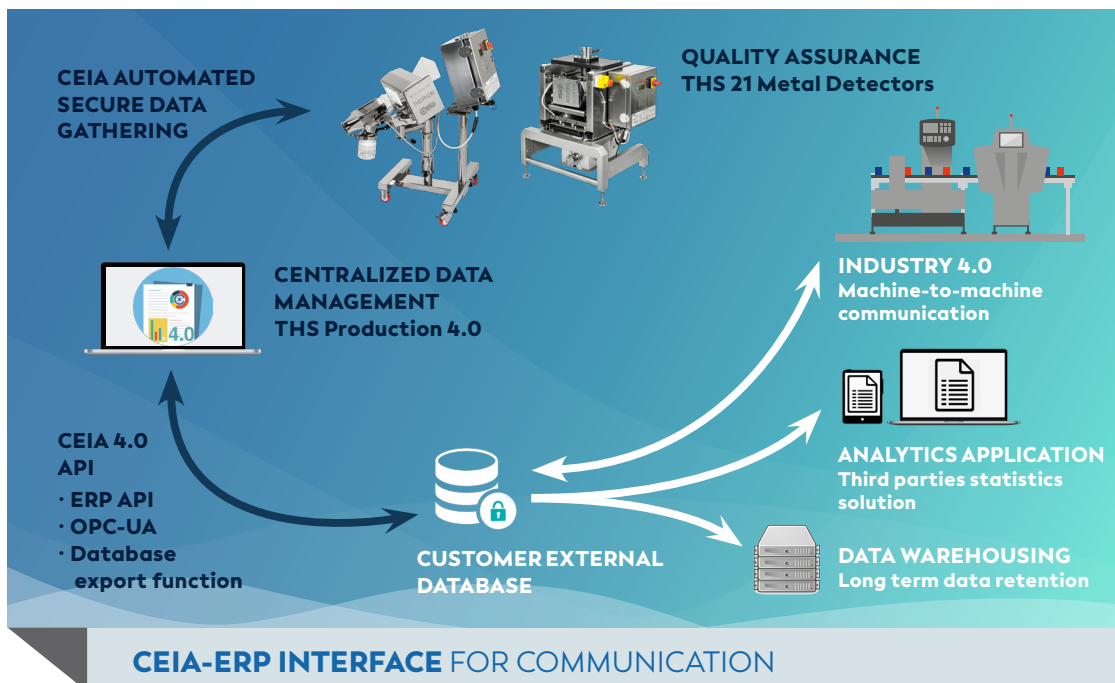 CEIA AUTOMATED
SECURE DATA
GATHERING
QUALITY ASSURANCE
THS 21 Metal Detectors
INDUSTRY 4.0
Machine-to-machine
communication
4.0
CENTRALIZED DATA
MANAGEMENT
THS Production 4.0
CEIA 4.0
API
· ERP API
· OPC-UA
· Database
export function
CUSTOMER EXTERNAL
DATABASE
ANALYTICS APPLICATION
Third parties statistics
solution
DATA WAREHOUSING
Long term data retention
CEIA-ERP INTERFACE FOR COMMUNICATION